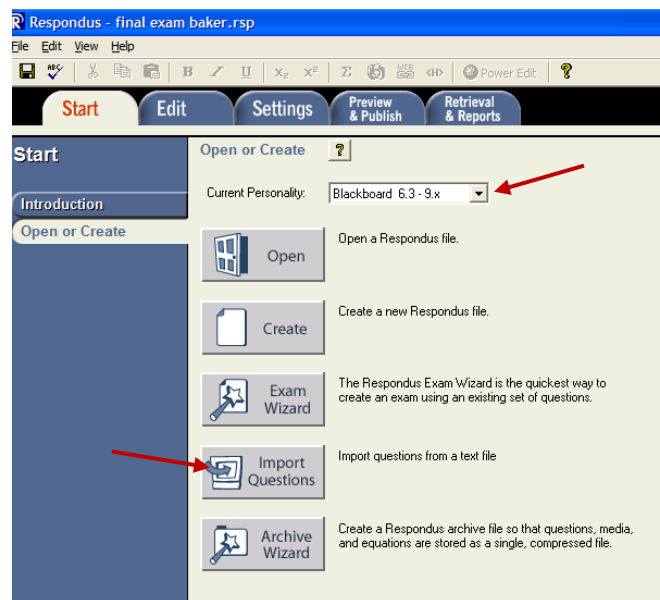 R Respondus - final exam baker.rsp
File Edit View Help
ABC B I U X₂ X² Σ WEB <H> Power Edit ?
Start Edit Settings Preview & Publish Retrieval & Reports
Start
Introduction
Open or Create
Open or Create ?
Current Personality: Blackboard 6.3 - 9.x
Open
Open a Respondus file.
Create
Create a new Respondus file.
Exam Wizard
The Respondus Exam Wizard is the quickest way to
create an exam using an existing set of questions.
Import Questions
Import questions from a text file
Archive Wizard
Create a Respondus archive file so that questions, media,
and equations are stored as a single, compressed file.